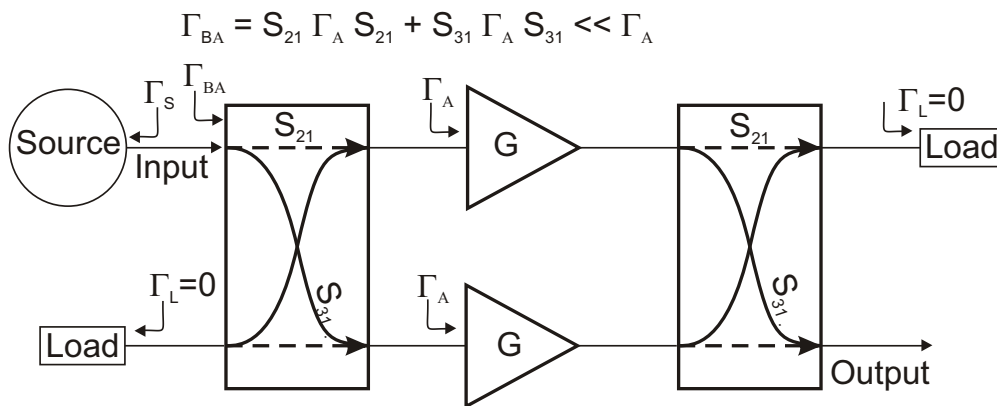 Γ_BA = S_21 Γ_A S_21 + S_31 Γ_A S_31 << Γ_A
Γ_S
Γ_BA
Source
Input
S_21
Γ_A
G
S_21
Γ_L=0
Load
Γ_L=0
Load
S_31.
Γ_A
G
S_31.
Output